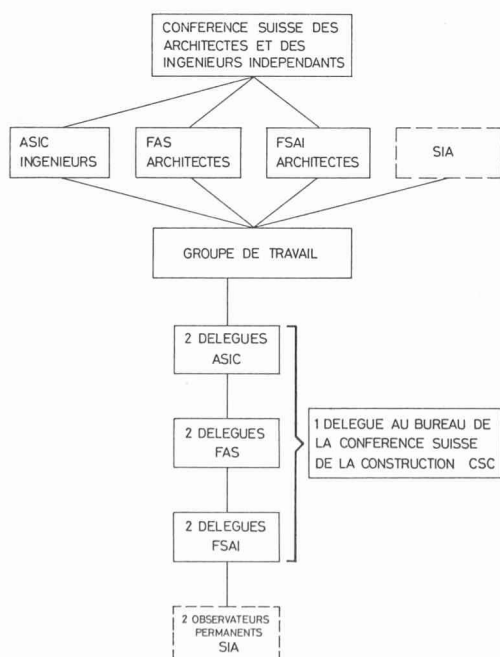 CONFERENCE SUISSE DES
ARCHITECTES ET DES
INGENIEURS INDEPENDANTS
ASIC
INGENIEURS
FAS
ARCHITECTES
FSAI
ARCHITECTES
SIA
GROUPE DE TRAVAIL
2 DELEGUES
ASIC
2 DELEGUES
FAS
1 DELEGUE AU BUREAU DE
LA CONFERENCE SUISSE
DE LA CONSTRUCTION CSC
2 DELEGUES
FSAI
2 OBSERVATEURS
PERMANENTS
SIA